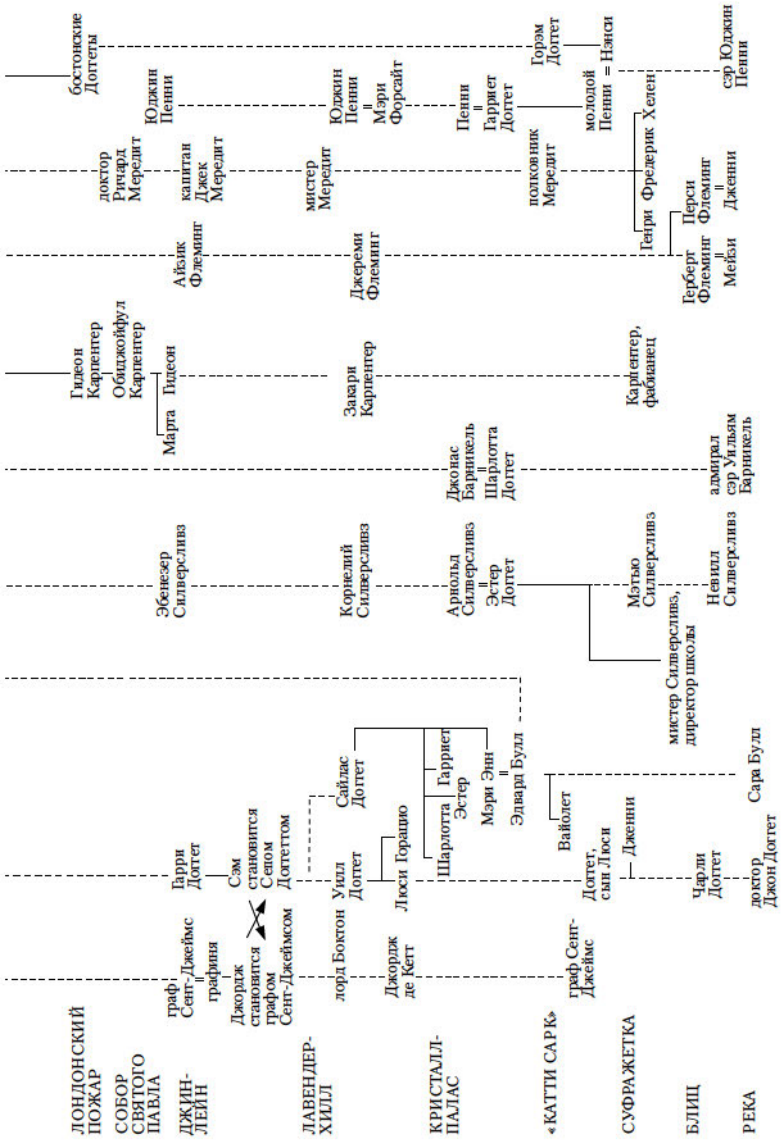 ЛОНДОНСКИЙ
ПОЖАР
СОБОР
СВЯТОГО
ПАВЛА
ДЖИН-
ЛЕЙН
ЛАВЕНДЕР-
ХИЛЛ
КРИСТАЛЛ-
ПАЛАС
«КАТТИ САРК»
СУФРАЖЕТКА
БЛИЦ
РЕКА
граф
Сент-Джеймс
=
графиня
Джордж
становится
графом
Сент-Джеймсом
лорд Боктон
Джордж
де Кетт
граф Сент-
Джеймс
Гарри
Доггет
Сэм
становится
Сепом
Доггеттом
Уилл
Доггет
Люси Горацио
Доггет,
сын Люси
Дженни
Чарли
Доггет
доктор
Джон Доггет
Сайлас
Доггет
Шарлотта
Эстер
Гарриет
Мэри Энн
=
Эдвард Булл
Вайолет
Сара Булл
Эбенезер
Силверсливз
Корнелий
Силверсливз
Арнольд
Силверсливз
=
Эстер
Доггет
мистер Силверсливз,
директор школы
Мэтью
Силверсливз
Невилл
Силверсливз
Джонас
Барникель
=
Шарлотта
Доггет
адмирал
сэр Уильям
Барникель
Гидеон
Карпентер
Обиджойфул
Карпентер
Марта Гидеон
Закари
Карпентер
Карпентер,
фабианец
Айзик
Флеминг
Джереми
Флеминг
Герберт
Флеминг
=
Мейзи
Перси
Флеминг
=
Дженни
доктор
Ричард
Мередит
капитан
Джек
Мередит
мистер
Мередит
полковник
Мередит
Генри Фредерик Хелен
Юджин
Пенни
Юджин
Пенни
=
Мэри
Форсайт
Пенни
=
Гарриет
Доггет
молодой
Пенни
=
Нэнси
сэр Юджин
Пенни
бостонские
Доггеты
Горэм
Доггет